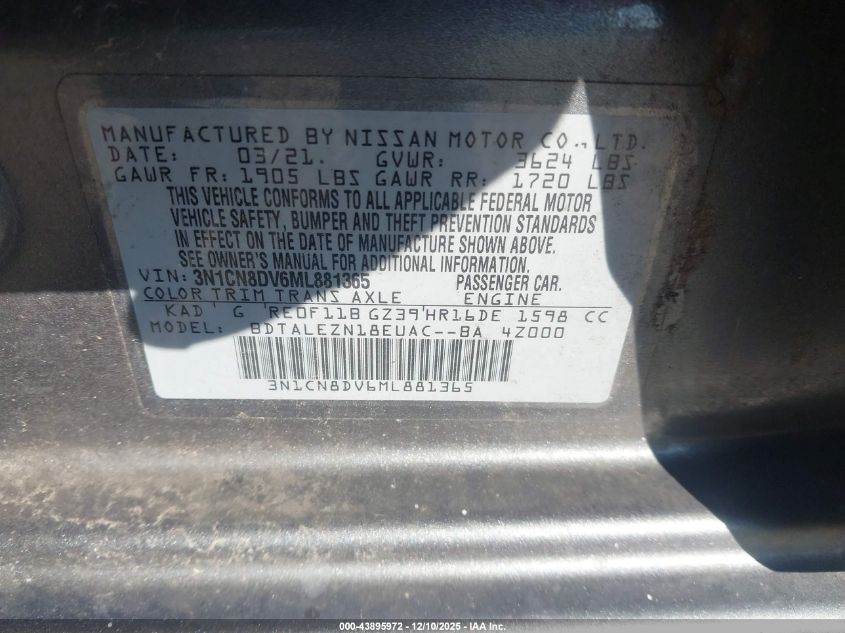 MANUFACTURED BY NISSAN MOTOR CO., LTD.
DATE: 03/21. GVWR: 3624 LBS
GAWR FR: 1905 LBS GAWR RR: 1720 LBS
THIS VEHICLE CONFORMS TO ALL APPLICABLE FEDERAL MOTOR
VEHICLE SAFETY, BUMPER AND THEFT PREVENTION STANDARDS
IN EFFECT ON THE DATE OF MANUFACTURE SHOWN ABOVE.
SEE OWNER'S MANUAL FOR ADDITIONAL INFORMATION.
VIN: 3N1CN8DV6ML881365 PASSENGER CAR.
COLOR TRIM TRANS AXLE ENGINE
KAD G RE0F11B GZ39 HR16DE 1598 CC
MODEL: BDTALEZN18EUAC--BA 4Z000
3N1CN8DV6ML881365
000-43895972 - 12/10/2025 - IAA Inc.